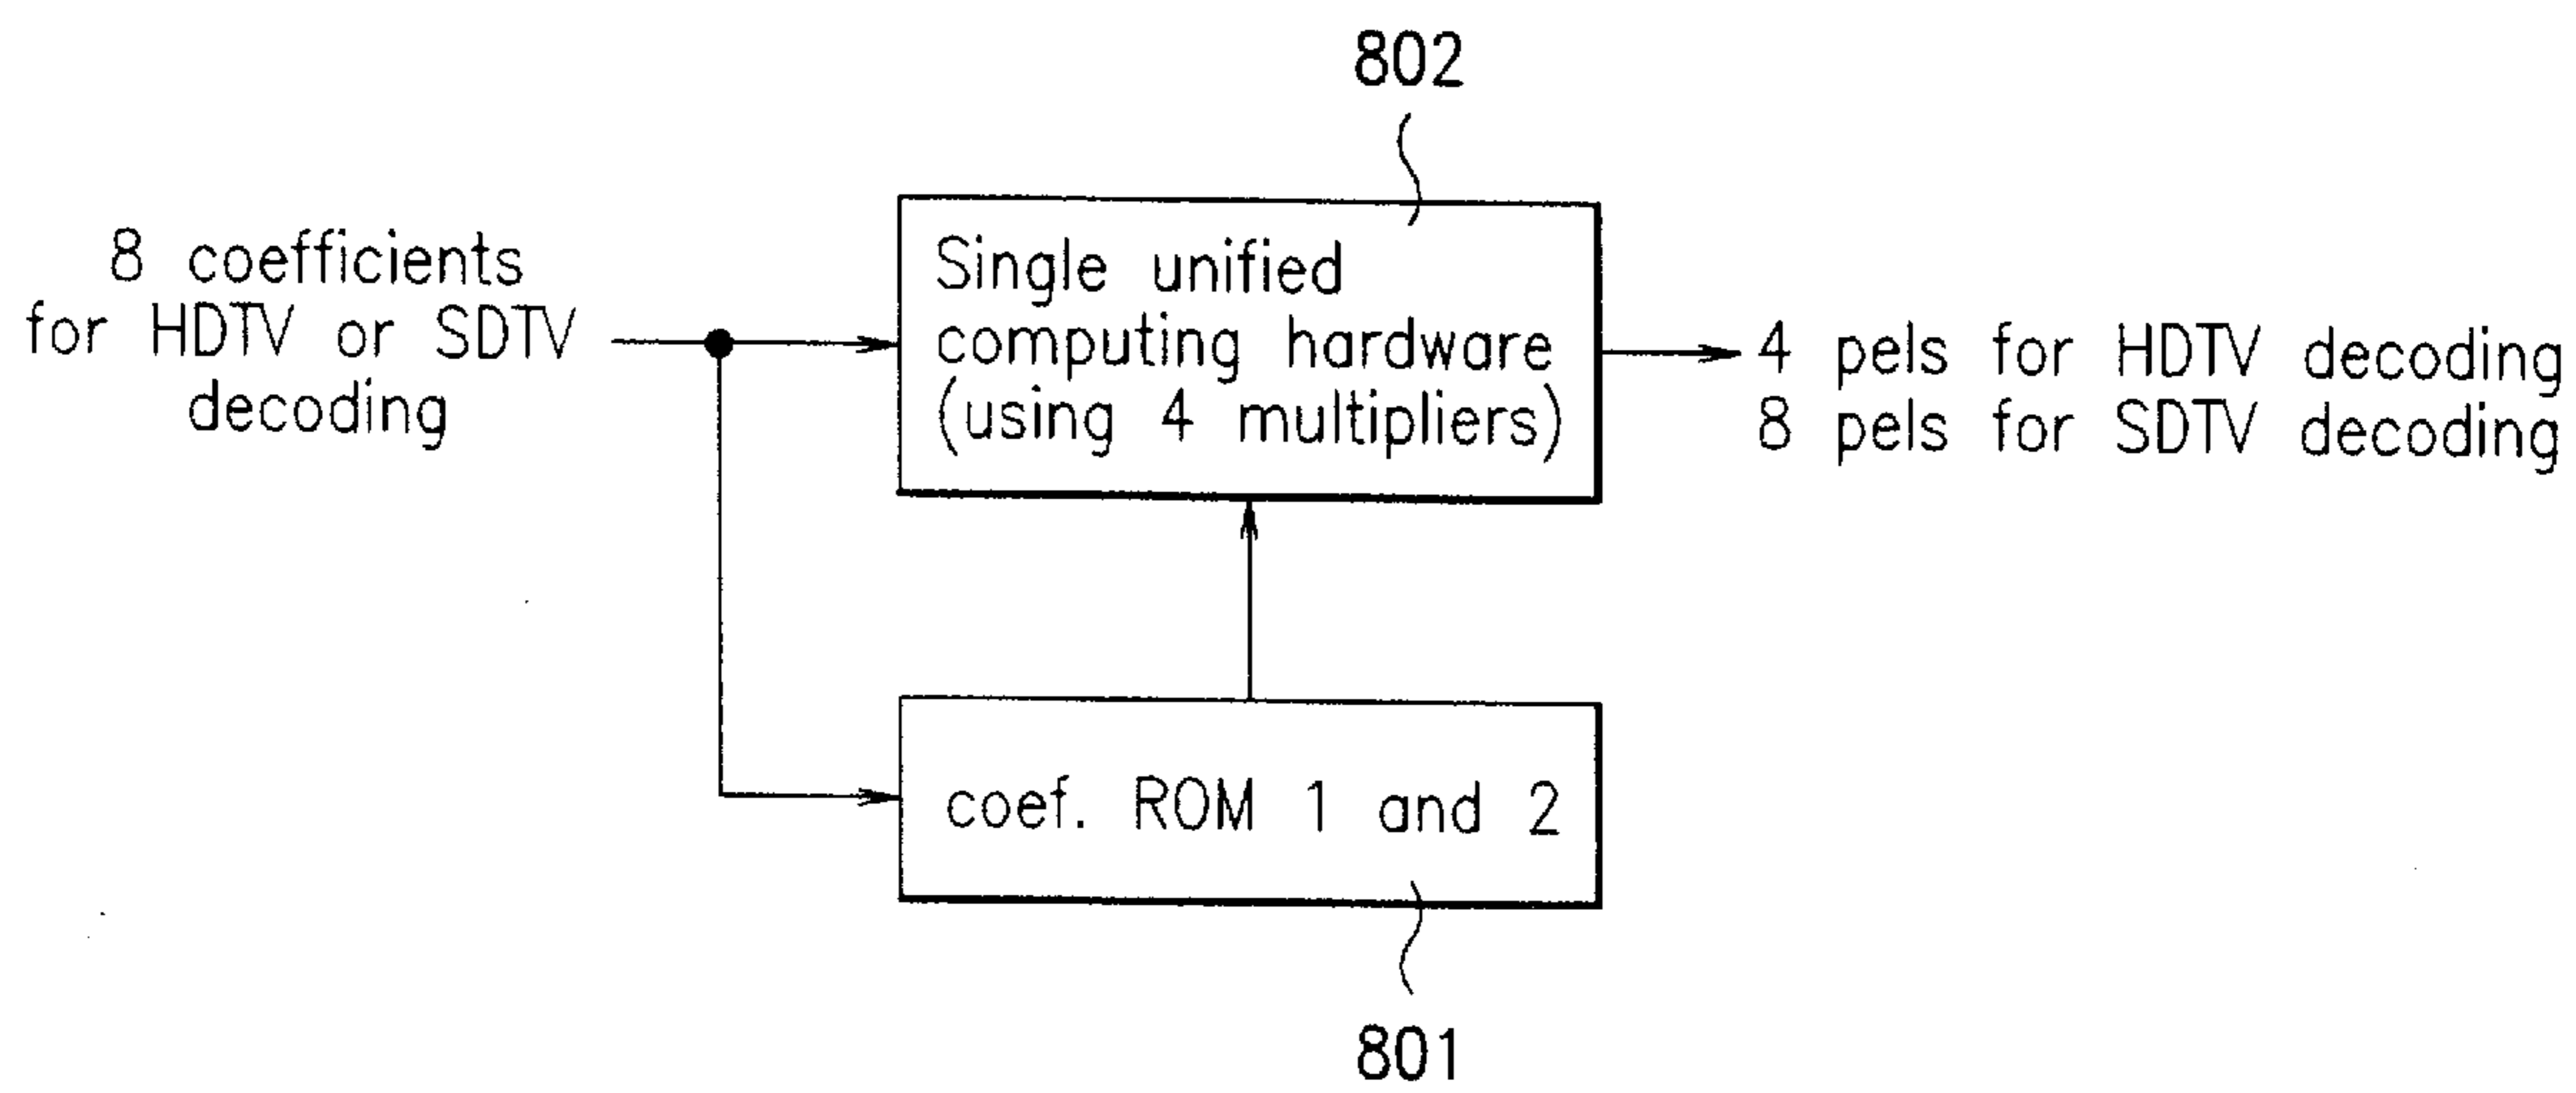 802
8 coefficients
for HDTV or SDTV
decoding
Single unified
computing hardware
(using 4 multipliers)
4 pels for HDTV decoding
8 pels for SDTV decoding
coef. ROM 1 and 2
801